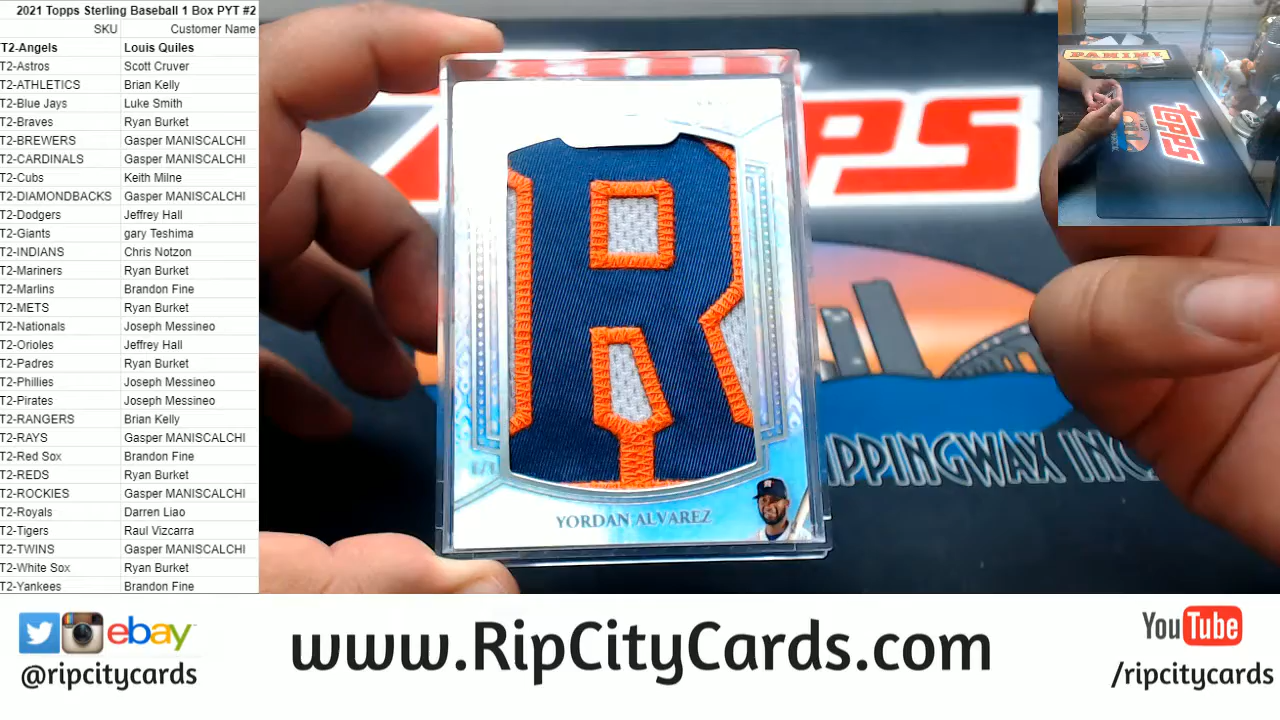 2021 Topps Sterling Baseball 1 Box PYT #2
SKU Customer Name
T2-Angels Louis Quiles
T2-Astros Scott Cruver
T2-ATHLETICS Brian Kelly
T2-Blue Jays Luke Smith
T2-Braves Ryan Burket
T2-BREWERS Gasper MANISCALCHI
T2-CARDINALS Gasper MANISCALCHI
T2-Cubs Keith Milne
T2-DIAMONDBACKS Gasper MANISCALCHI
T2-Dodgers Jeffrey Hall
T2-Giants gary Teshima
T2-INDIANS Chris Notzon
T2-Mariners Ryan Burket
T2-Marlins Brandon Fine
T2-METS Ryan Burket
T2-Nationals Joseph Messineo
T2-Orioles Jeffrey Hall
T2-Padres Ryan Burket
T2-Phillies Joseph Messineo
T2-Pirates Joseph Messineo
T2-RANGERS Brian Kelly
T2-RAYS Gasper MANISCALCHI
T2-Red Sox Brandon Fine
T2-REDS Ryan Burket
T2-ROCKIES Gasper MANISCALCHI
T2-Royals Darren Liao
T2-Tigers Raul Vizcarra
T2-TWINS Gasper MANISCALCHI
T2-White Sox Ryan Burket
T2-Yankees Brandon Fine
R
YORDAN ALVAREZ
PS
IPPINGWAX INC.
PANINI
TOPPS
ebay
@ripcitycards
www.RipCityCards.com
YouTube
/ripcitycards